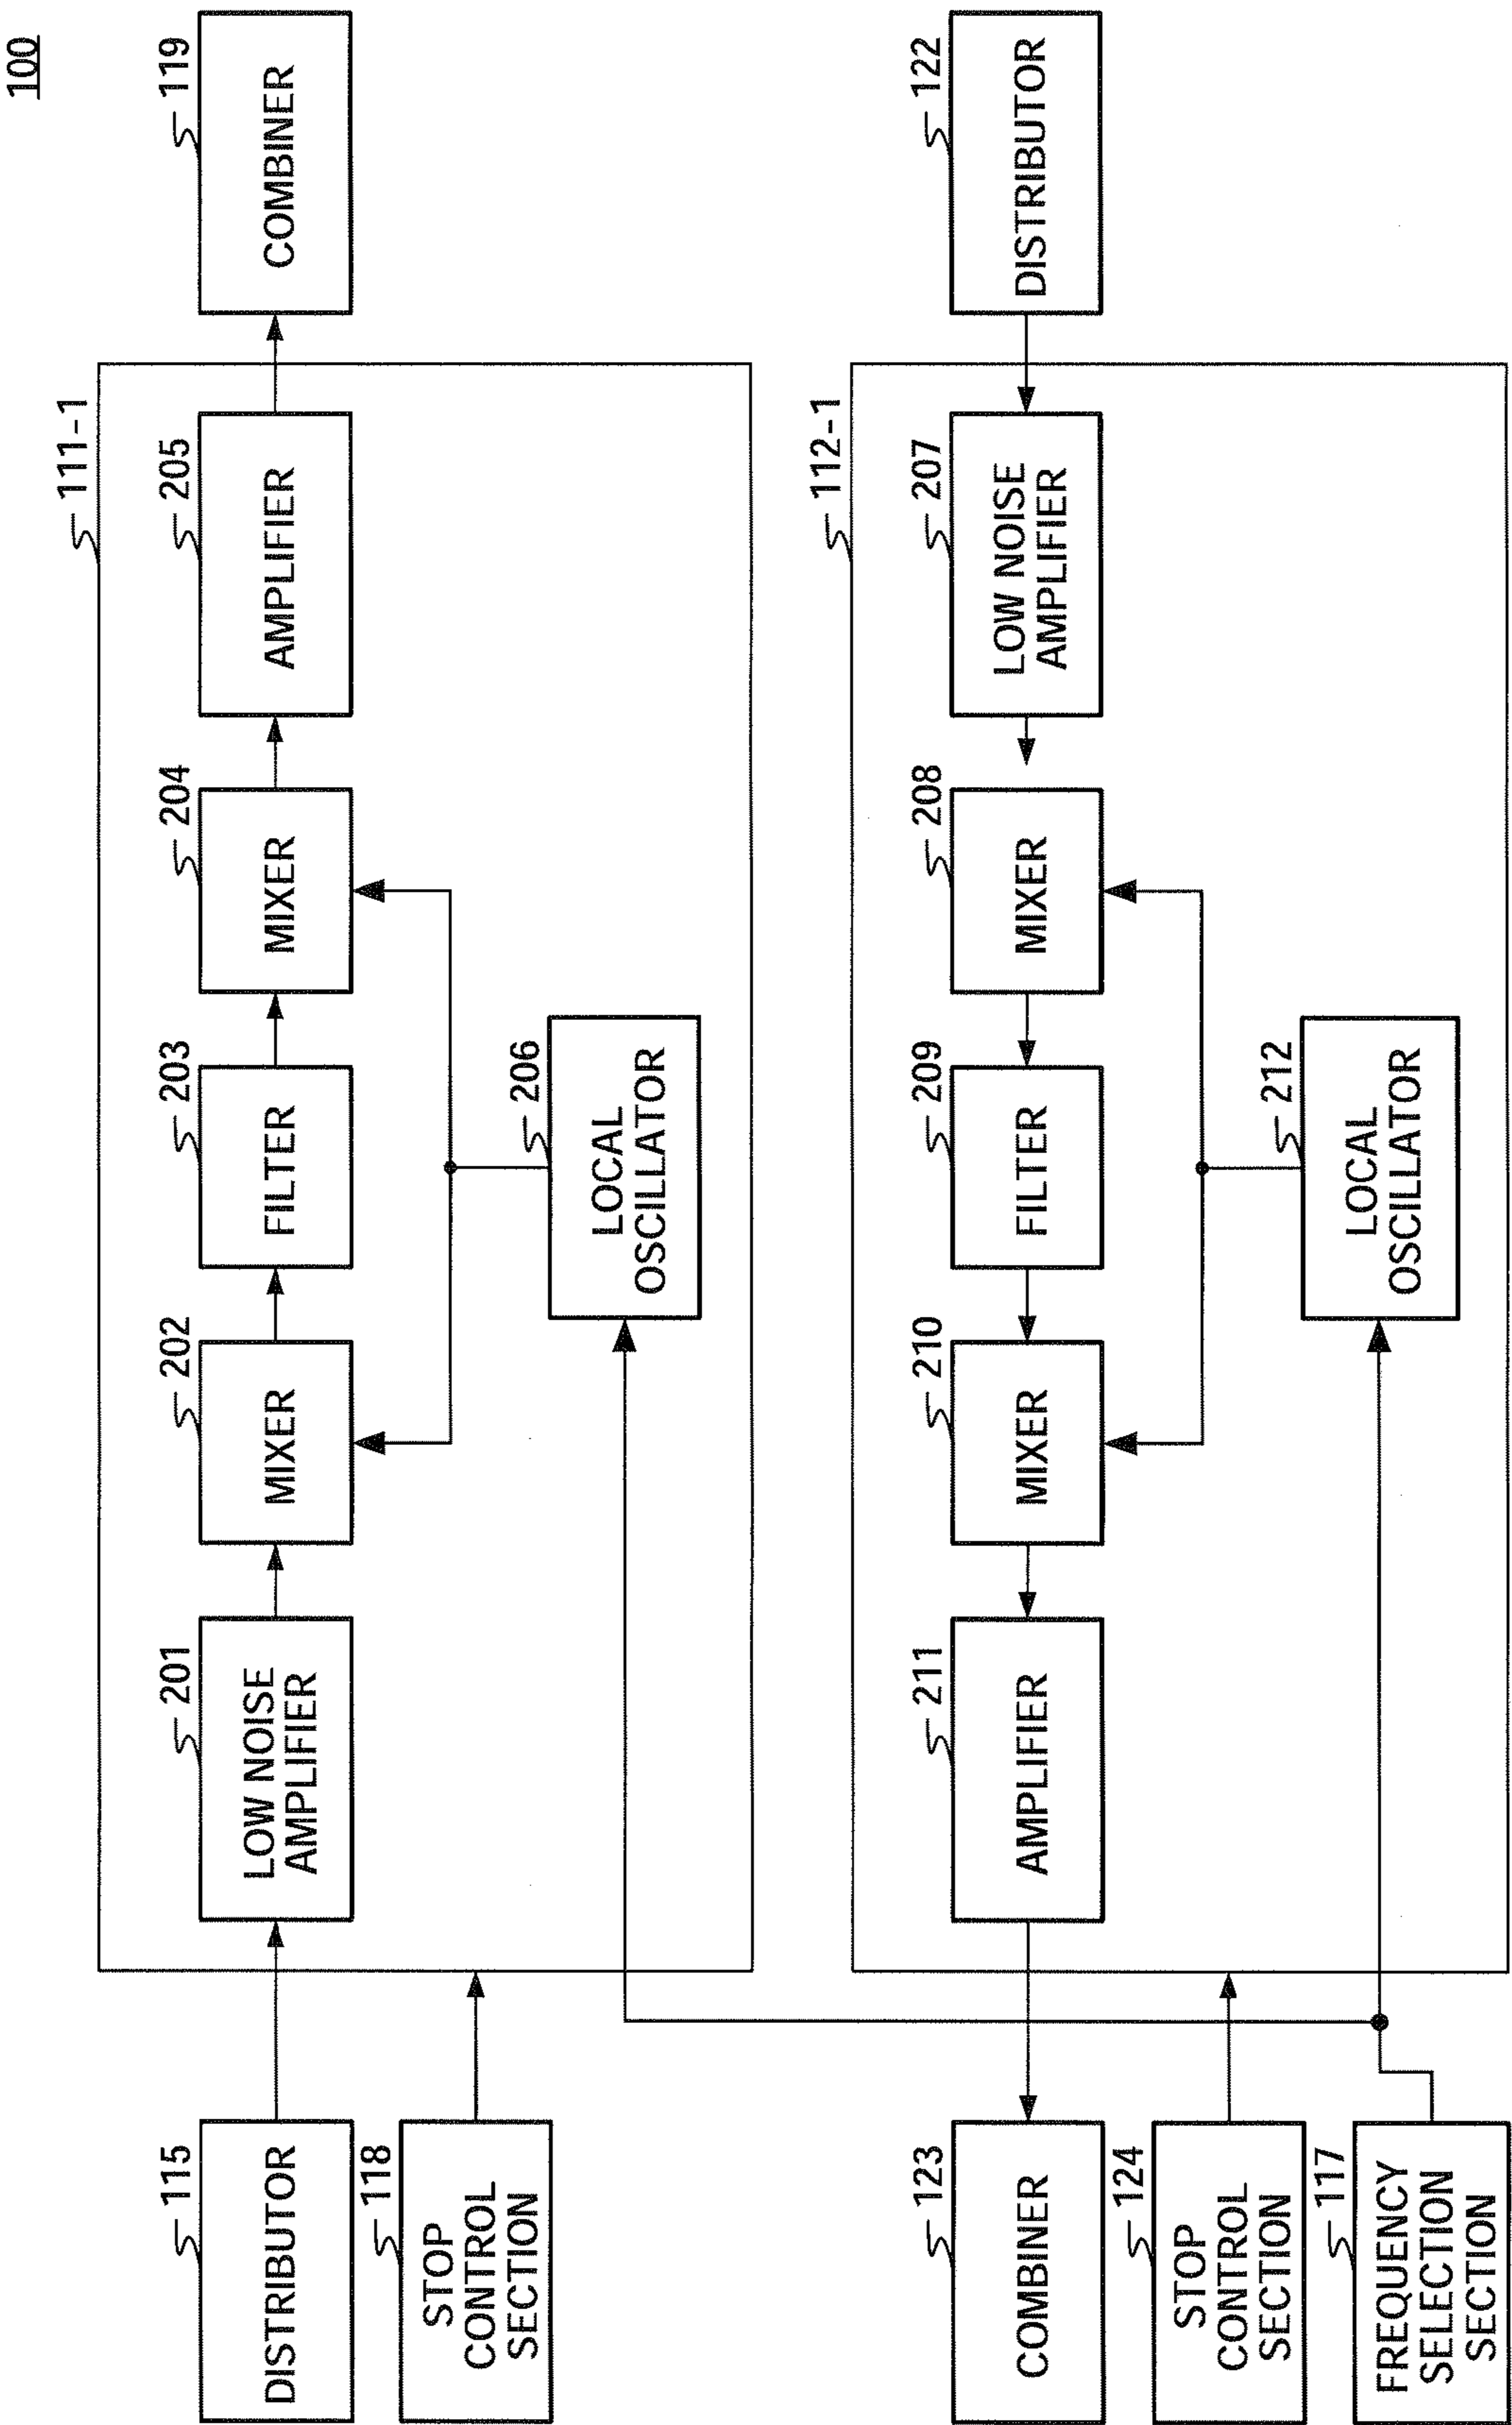 100
115
DISTRIBUTOR
118
STOP
CONTROL
SECTION
111-1
201
LOW NOISE
AMPLIFIER
202
MIXER
203
FILTER
204
MIXER
205
AMPLIFIER
206
LOCAL
OSCILLATOR
119
COMBINER
123
COMBINER
124
STOP
CONTROL
SECTION
117
FREQUENCY
SELECTION
SECTION
112-1
211
AMPLIFIER
210
MIXER
209
FILTER
208
MIXER
207
LOW NOISE
AMPLIFIER
212
LOCAL
OSCILLATOR
122
DISTRIBUTOR